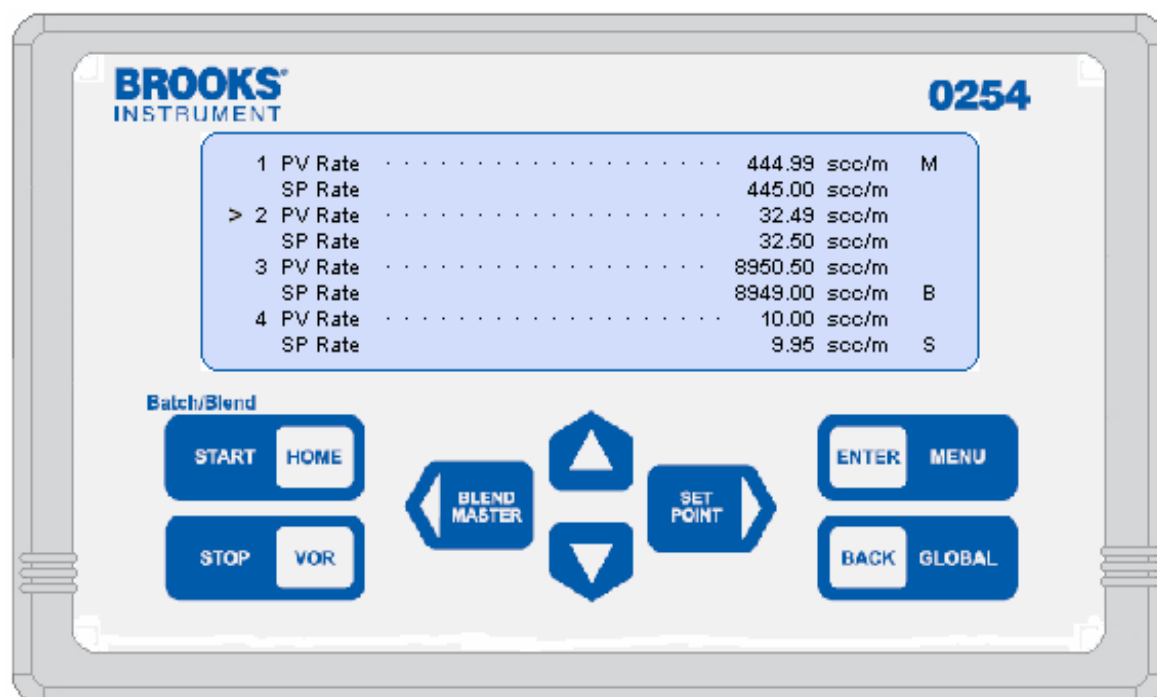 BROOKS®
INSTRUMENT
0254
1 PV Rate · · · · · · · · · · · · · · · · · · · · 444.99 scc/m M
SP Rate 445.00 scc/m
> 2 PV Rate · · · · · · · · · · · · · · · · · · · · 32.49 scc/m
SP Rate 32.50 scc/m
3 PV Rate · · · · · · · · · · · · · · · · · · · 8950.50 scc/m
SP Rate 8949.00 scc/m B
4 PV Rate · · · · · · · · · · · · · · · · · · · · 10.00 scc/m
SP Rate 9.95 scc/m S
Batch/Blend
START HOME
STOP VOR
BLEND
MASTER
SET
POINT
ENTER MENU
BACK GLOBAL